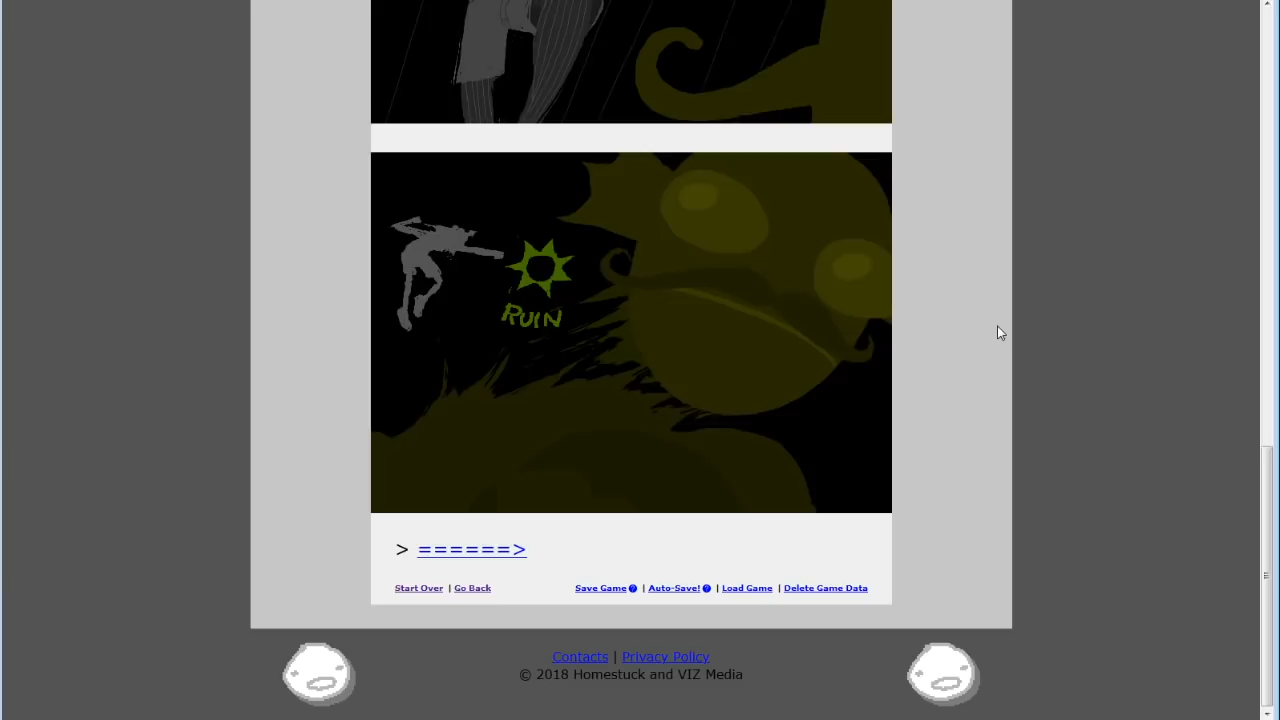 RUIN
> ======>
Start Over | Go Back Save Game ? | Auto-Save! ? | Load Game | Delete Game Data
Contacts | Privacy Policy
© 2018 Homestuck and VIZ Media